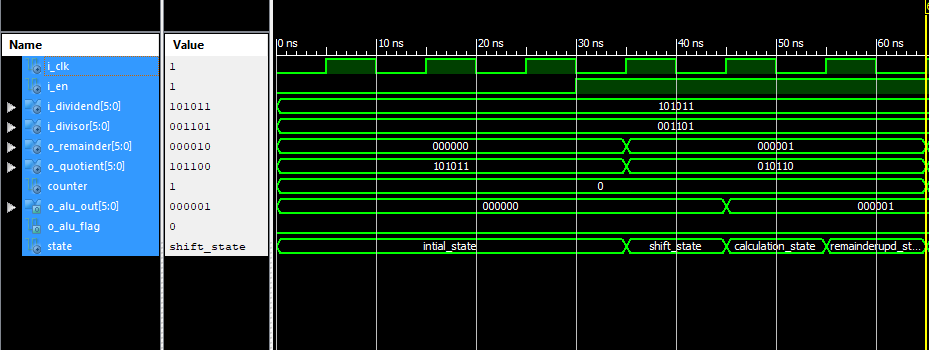 6
Name Value 0 ns 10 ns 20 ns 30 ns 40 ns 50 ns 60 ns
i_clk 1
i_en 1
i_dividend[5:0] 101011 101011
i_divisor[5:0] 001101 001101
o_remainder[5:0] 000010 000000 000001
o_quotient[5:0] 101100 101011 010110
counter 1 0
o_alu_out[5:0] 000001 000000 000001
o_alu_flag 0
state shift_state intial_state shift_state calculation_state remainderupd_st...